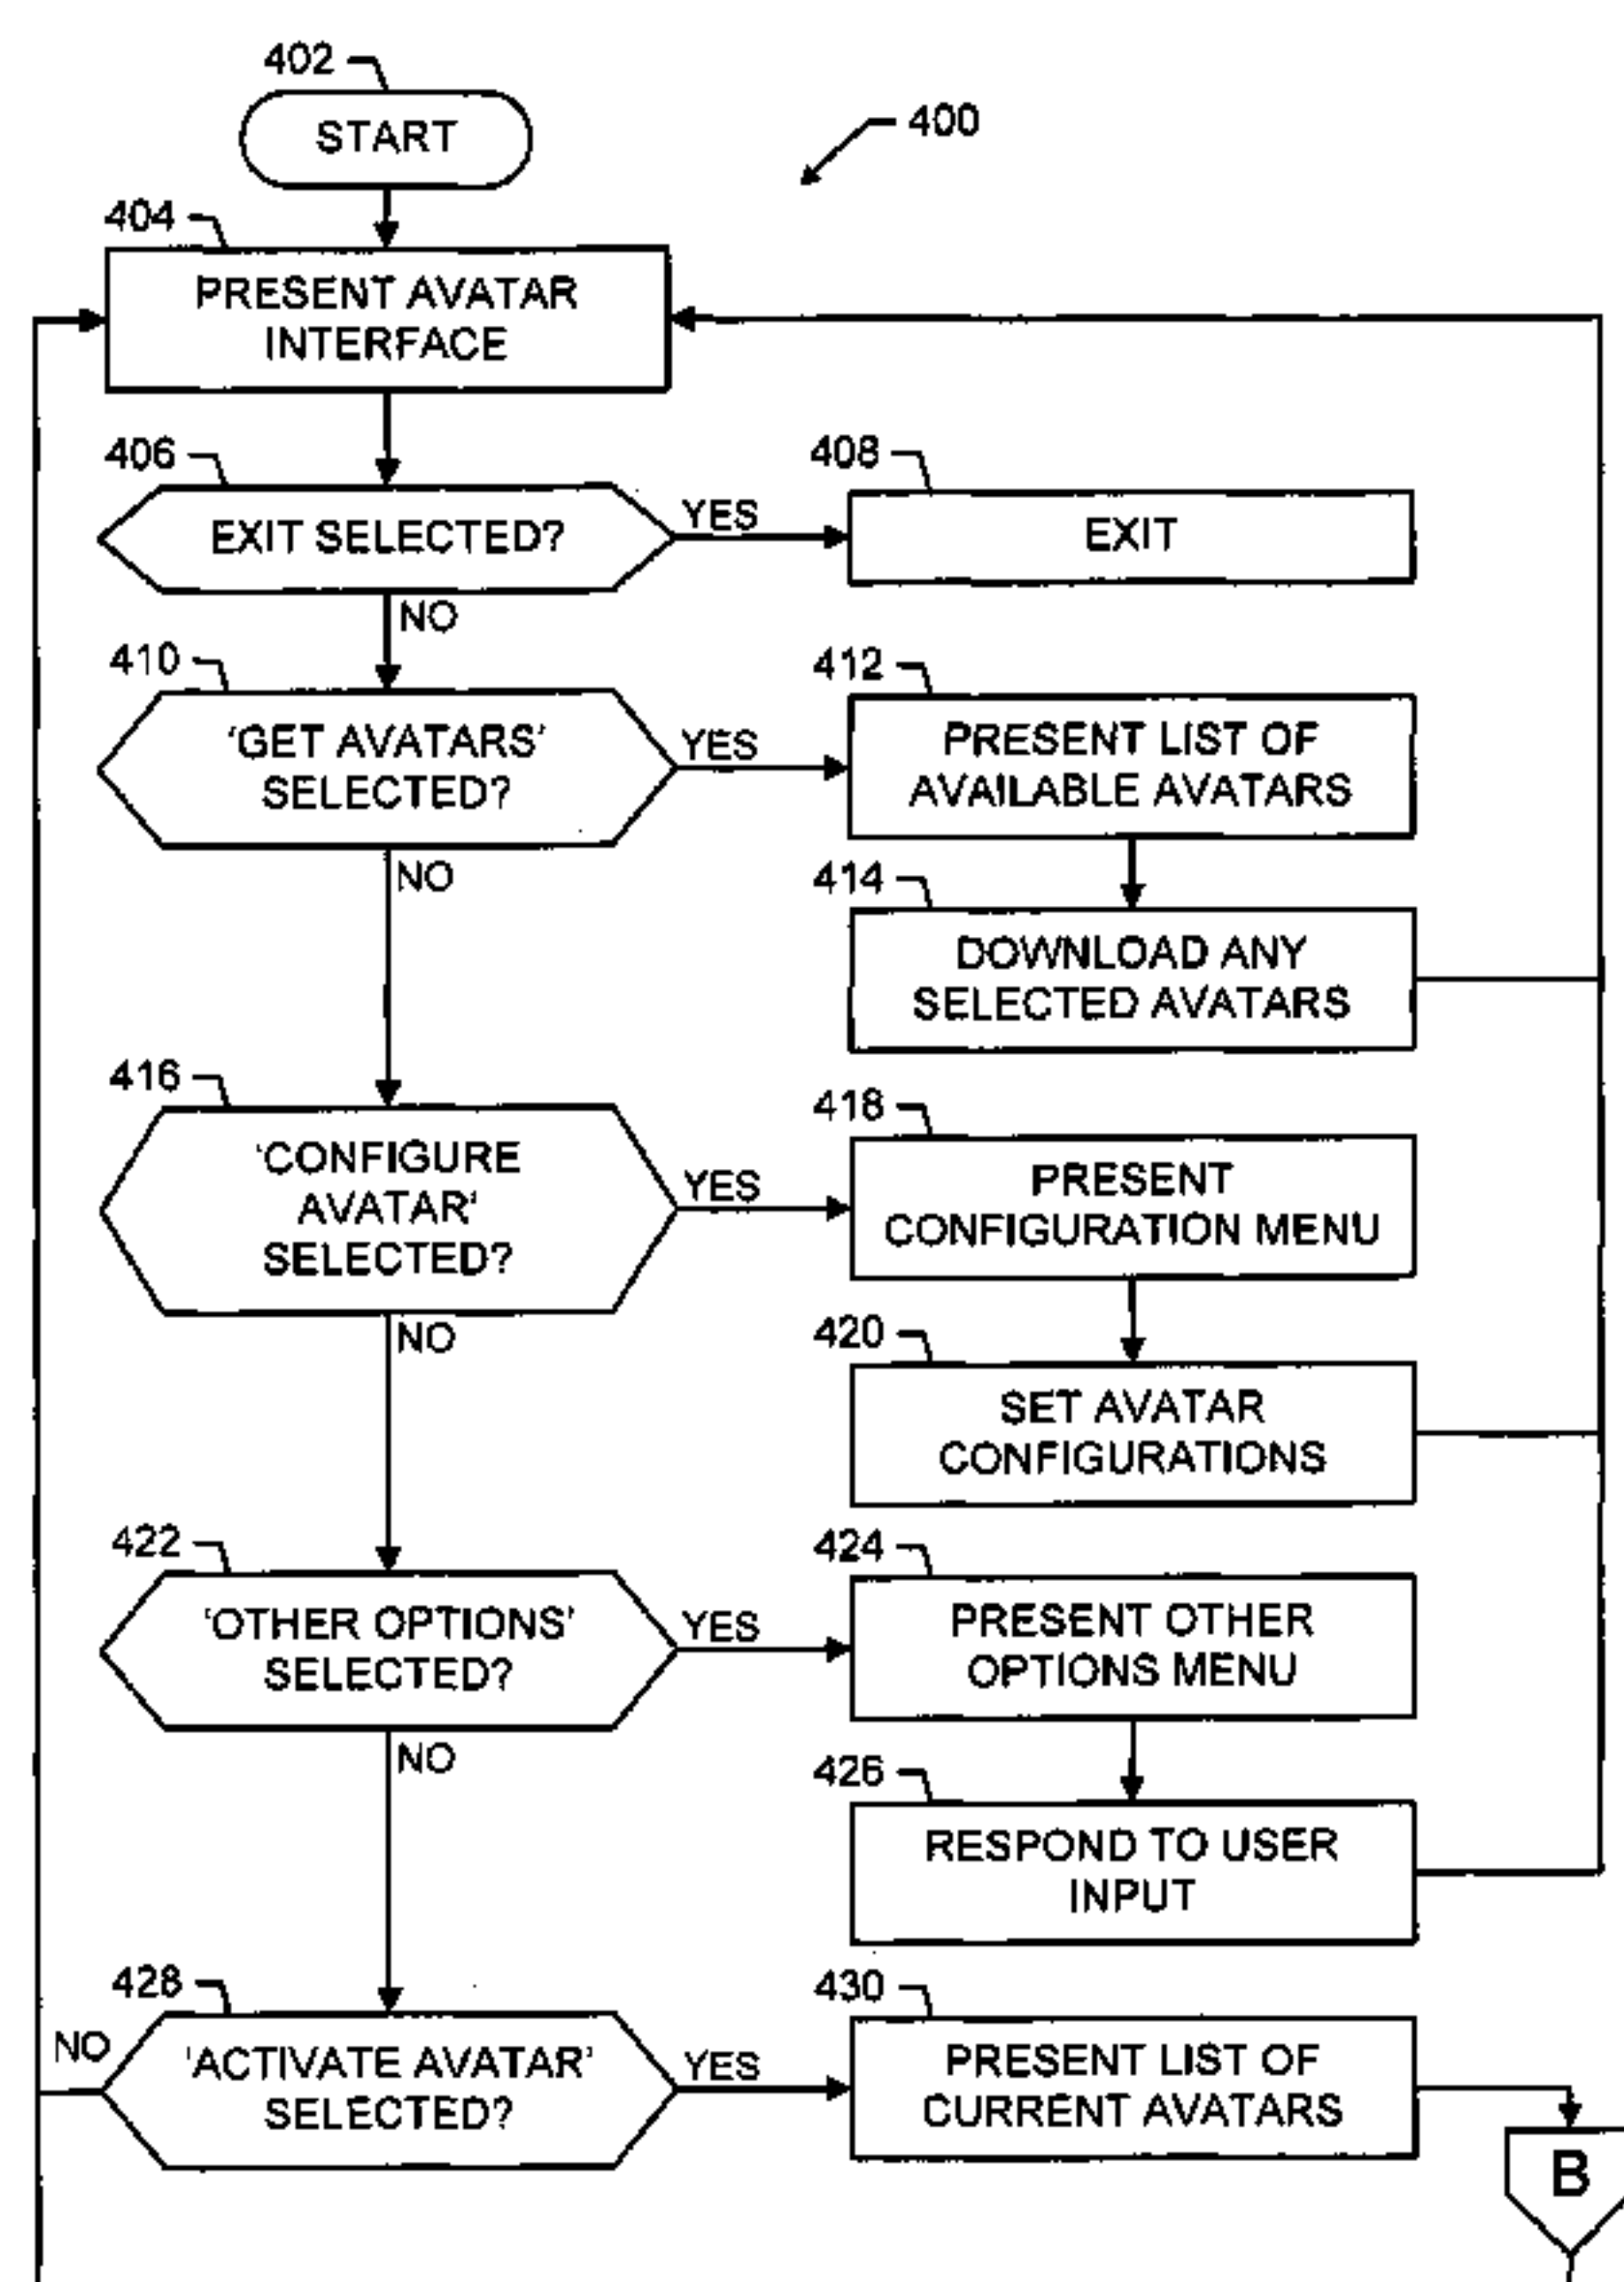 402
START
400
404
PRESENT AVATAR
INTERFACE
406
EXIT SELECTED?
YES
408
EXIT
NO
410
'GET AVATARS'
SELECTED?
YES
412
PRESENT LIST OF
AVAILABLE AVATARS
NO
414
DOWNLOAD ANY
SELECTED AVATARS
416
'CONFIGURE
AVATAR'
SELECTED?
YES
418
PRESENT
CONFIGURATION MENU
NO
420
SET AVATAR
CONFIGURATIONS
422
'OTHER OPTIONS'
SELECTED?
YES
424
PRESENT OTHER
OPTIONS MENU
NO
426
RESPOND TO USER
INPUT
428
NO
'ACTIVATE AVATAR'
SELECTED?
YES
430
PRESENT LIST OF
CURRENT AVATARS
B